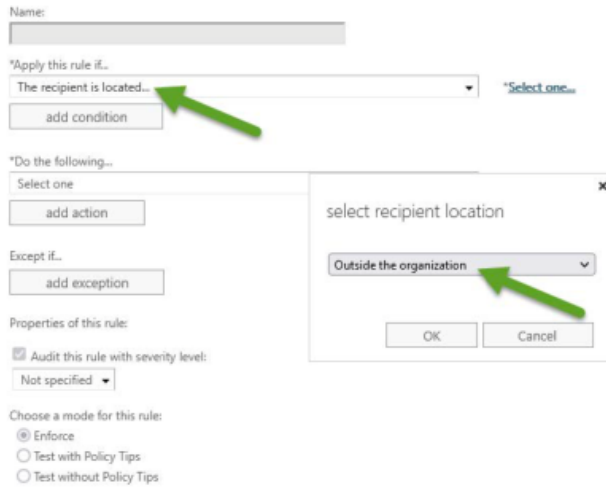 Name:
*Apply this rule if...
The recipient is located...
*Select one...
add condition
*Do the following...
Select one
add action
Except if...
add exception
Properties of this rule:
Audit this rule with severity level:
Not specified
Choose a mode for this rule:
Enforce
Test with Policy Tips
Test without Policy Tips
x
select recipient location
Outside the organization
OK
Cancel